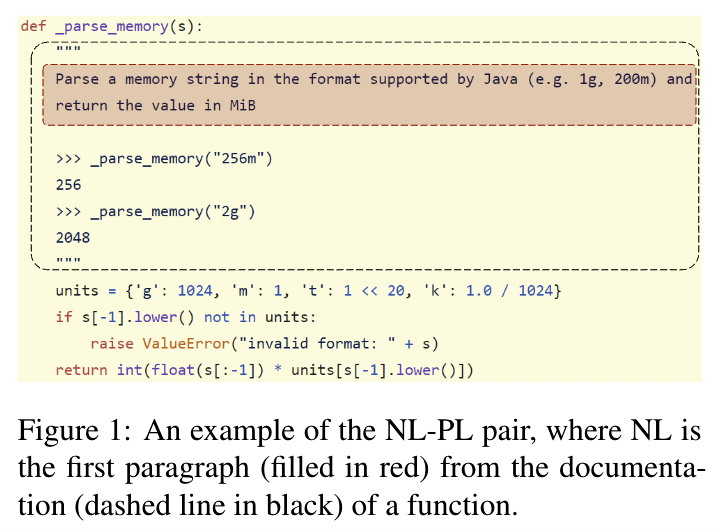 def _parse_memory(s):
"""
Parse a memory string in the format supported by Java (e.g. 1g, 200m) and
return the value in MiB
>>> _parse_memory("256m")
256
>>> _parse_memory("2g")
2048
"""
units = {'g': 1024, 'm': 1, 't': 1 << 20, 'k': 1.0 / 1024}
if s[-1].lower() not in units:
raise ValueError("invalid format: " + s)
return int(float(s[:-1]) * units[s[-1].lower()])
Figure 1: An example of the NL-PL pair, where NL is
the first paragraph (filled in red) from the documenta-
tion (dashed line in black) of a function.